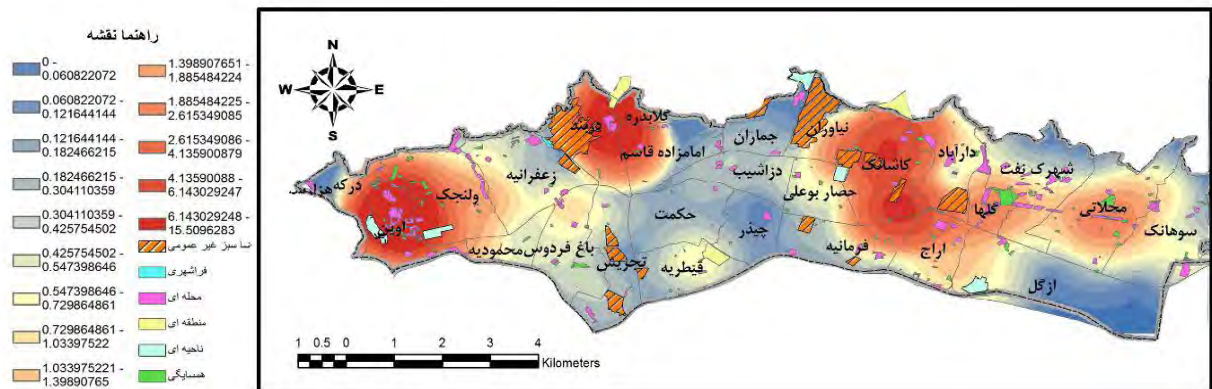 راهنما نقشه
0 -
0.060822072
0.060822072 -
0.121644144
0.121644144 -
0.182466215
0.182466215 -
0.304110359
0.304110359 -
0.425754502
0.425754502 -
0.547398646
0.547398646 -
0.729864861
0.729864861 -
1.03397522
1.033975221 -
1.39890765
1.398907651 -
1.885484224
1.885484225 -
2.615349085
2.615349086 -
4.135900879
4.13590088 -
6.143029247
6.143029248 -
15.5096283
سبز غیر عمومی
فراشهری
محله ای
منطقه ای
ناحیه ای
همسایگی
N
W
E
S
گلابدره
دربند
امامزاده قاسم
جماران
نیاوران
کاشانک
دارآباد
شهرک نفت
دزاشیب
حصار بوعلی
زعفرانیه
ولنجک
درکه
اوین
گلها
محلاتی
سوهانک
حکمت
چیذر
باغ فردوس
محمودیه
تجریش
قیطریه
فرمانیه
اراج
ازگل
1 0.5 0 1 2 3 4
Kilometers